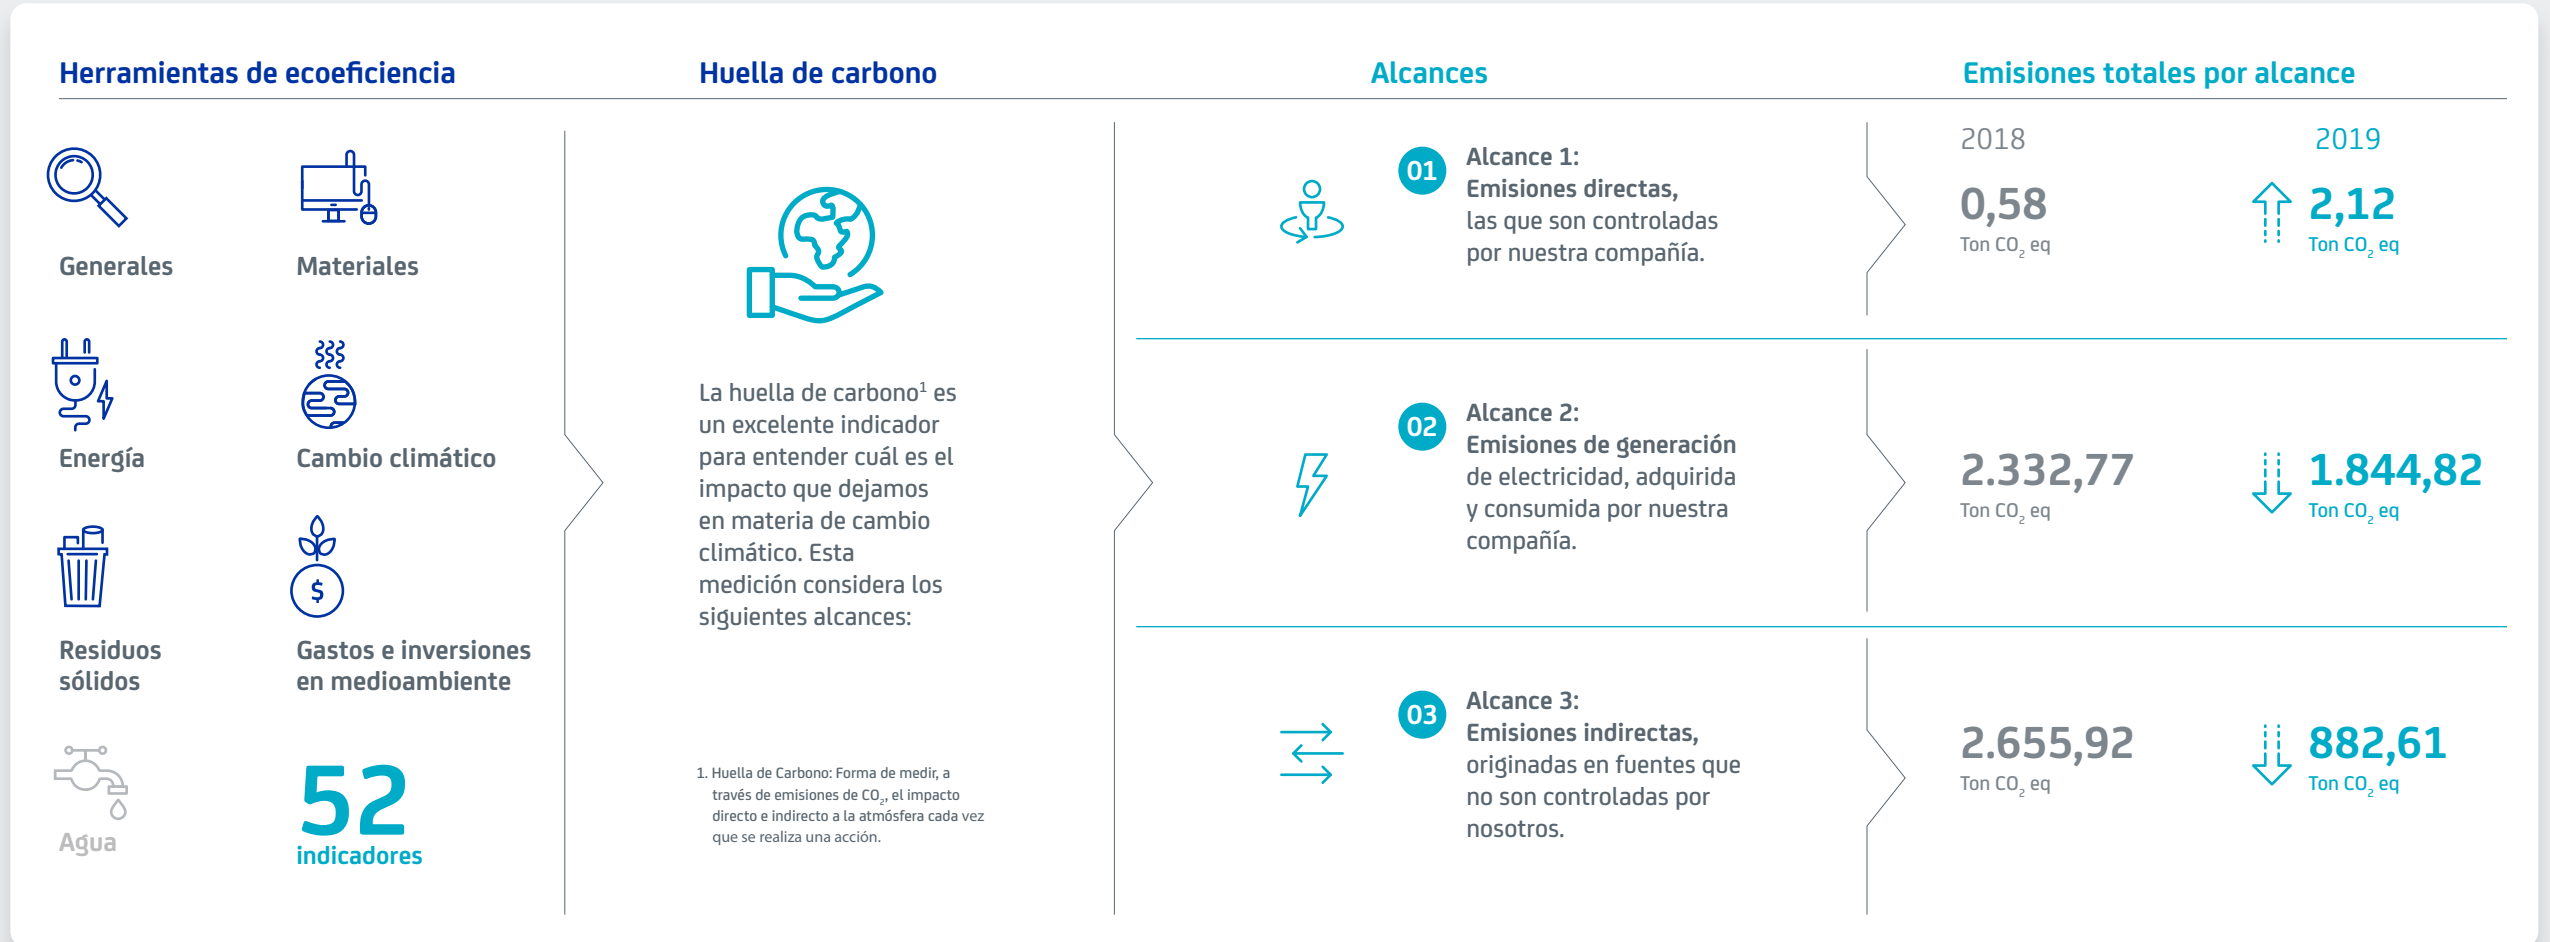 Herramientas de ecoeficiencia
Generales
Materiales
Energía
Cambio climático
Residuos
sólidos
Gastos e inversiones
en medioambiente
$
Agua
52
indicadores
Huella de carbono
La huella de carbono¹ es
un excelente indicador
para entender cuál es el
impacto que dejamos
en materia de cambio
climático. Esta
medición considera los
siguientes alcances:
1. Huella de Carbono: Forma de medir, a
través de emisiones de CO₂, el impacto
directo e indirecto a la atmósfera cada vez
que se realiza una acción.
Alcances
Emisiones totales por alcance
2018
2019
01
Alcance 1:
Emisiones directas,
las que son controladas
por nuestra compañía.
0,58
Ton CO₂ eq
2,12
Ton CO₂ eq
02
Alcance 2:
Emisiones de generación
de electricidad, adquirida
y consumida por nuestra
compañía.
2.332,77
Ton CO₂ eq
1.844,82
Ton CO₂ eq
03
Alcance 3:
Emisiones indirectas,
originadas en fuentes que
no son controladas por
nosotros.
2.655,92
Ton CO₂ eq
882,61
Ton CO₂ eq